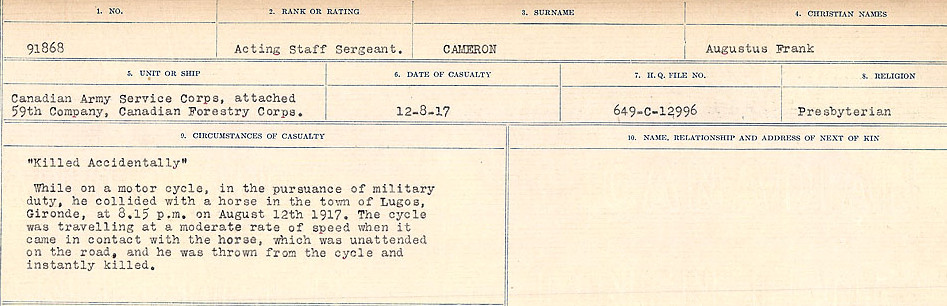 1. NO.
2. RANK OR RATING
3. SURNAME
4. CHRISTIAN NAMES
91868
Acting Staff Sergeant.
CAMERON
Augustus Frank
5. UNIT OR SHIP
6. DATE OF CASUALTY
7. H.Q. FILE NO.
8. RELIGION
Canadian Army Service Corps, attached
59th Company, Canadian Forestry Corps.
12-8-17
649-C-12996
Presbyterian
9. CIRCUMSTANCES OF CASUALTY
10. NAME, RELATIONSHIP AND ADDRESS OF NEXT OF KIN
"Killed Accidentally"
While on a motor cycle, in the pursuance of military
duty, he collided with a horse in the town of Lugos,
Gironde, at 8.15 p.m. on August 12th 1917. The cycle
was travelling at a moderate rate of speed when it
came in contact with the horse, which was unattended
on the road, and he was thrown from the cycle and
instantly killed.